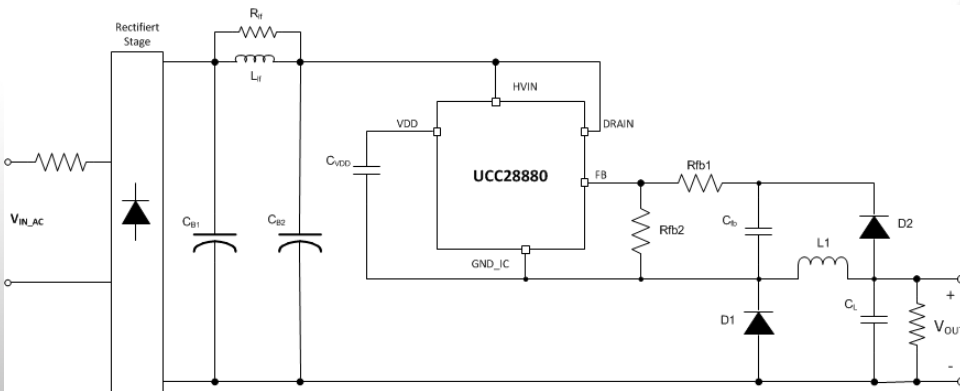 Rectifiert
Stage
Rlf
Llf
HVIN
VDD
DRAIN
CVDD
UCC28880
FB
Rfb1
VIN_AC
CB1
CB2
Rfb2
Cfb
D2
GND_IC
L1
+
D1
CL
VOUT
-